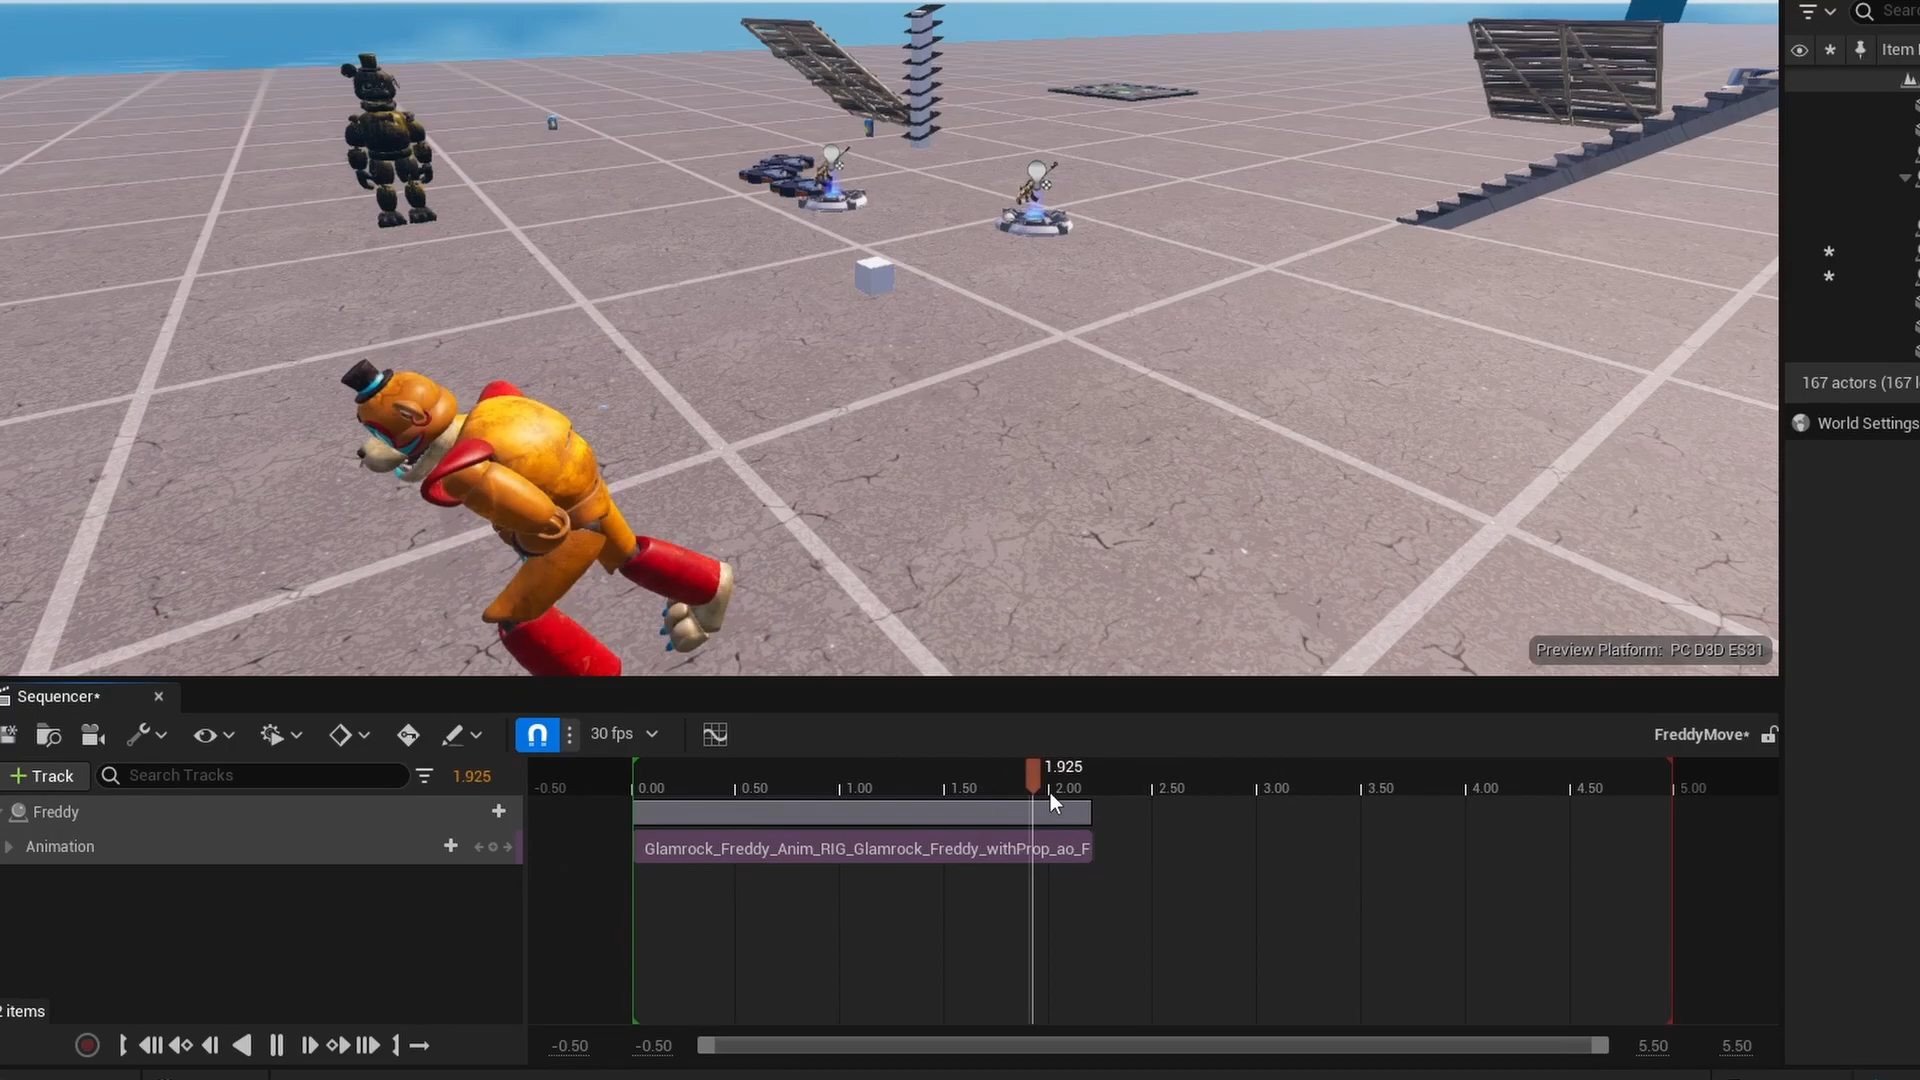 Sear
Item
167 actors (167 l
World Settings
Preview Platform: PC D3D ES31
Sequencer*
30 fps
FreddyMove*
+ Track
Search Tracks
1.925
1.925
-0.50
0.00
0.50
1.00
1.50
2.00
2.50
3.00
3.50
4.00
4.50
5.00
Freddy
Animation
Glamrock_Freddy_Anim_RIG_Glamrock_Freddy_withProp_ao_F
2 items
-0.50
-0.50
5.50
5.50